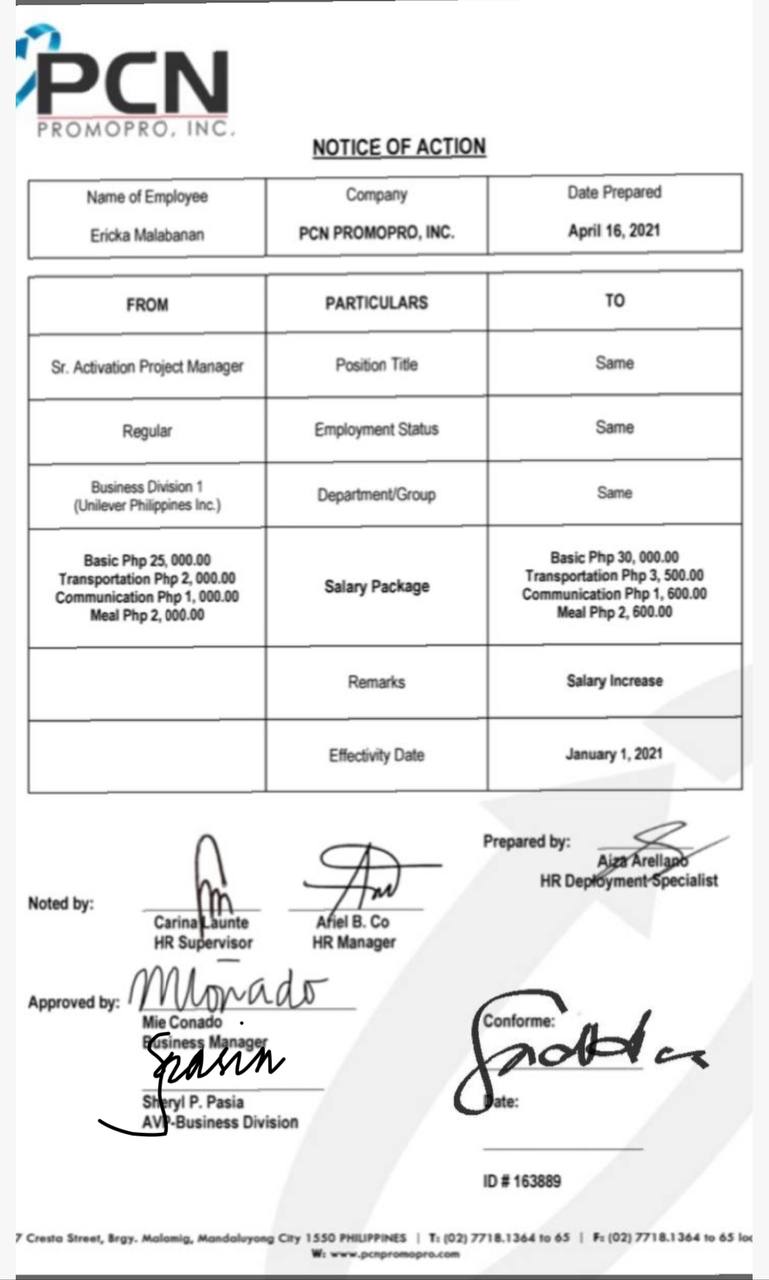 PCN
PROMOPRO, INC.
NOTICE OF ACTION
Name of Employee
Company
Date Prepared
Ericka Malabanan
PCN PROMOPRO, INC.
April 16, 2021
FROM
PARTICULARS
TO
Sr. Activation Project Manager
Position Title
Same
Regular
Employment Status
Same
Business Division 1
(Unilever Philippines Inc.)
Department/Group
Same
Basic Php 25, 000.00
Transportation Php 2, 000.00
Communication Php 1, 000.00
Meal Php 2, 000.00
Salary Package
Basic Php 30, 000.00
Transportation Php 3, 500.00
Communication Php 1, 600.00
Meal Php 2, 600.00
Remarks
Salary Increase
Effectivity Date
January 1, 2021
Prepared by:
Aiza Arellano
HR Deployment Specialist
Noted by:
Carina Launte
HR Supervisor
Ariel B. Co
HR Manager
Approved by:
MConado
Mie Conado
Business Manager
Spasia
Sheryl P. Pasia
AVP-Business Division
Conforme:
Date:
ID # 163889
7 Cresta Street, Brgy. Malamig, Mandaluyong City 1550 PHILIPPINES | T: (02) 7718.1364 to 65 | F: (02) 7718.1364 to 65 loc
W: www.pcnpromopro.com